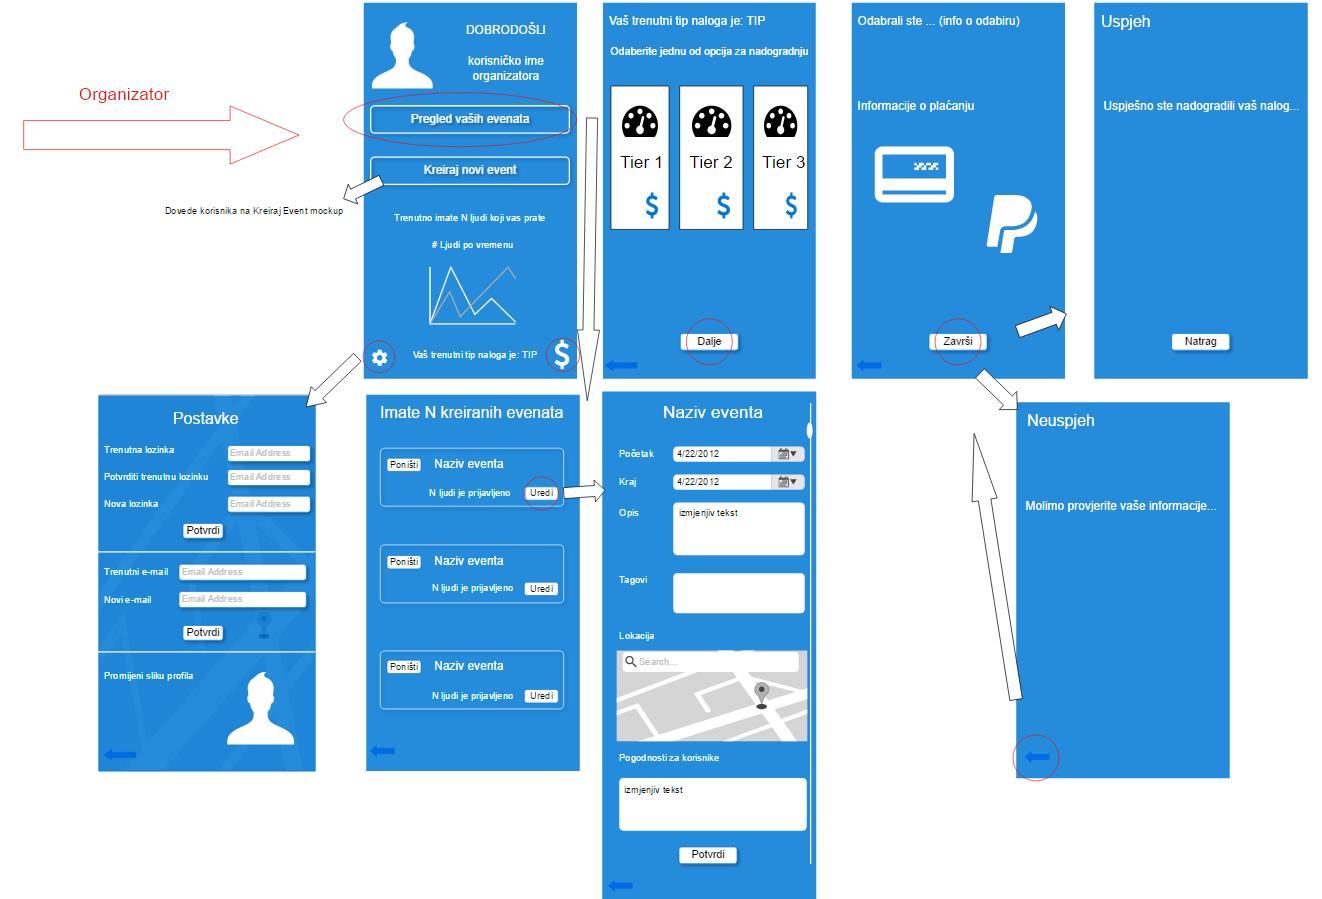 Organizator
Dovede korisnika na Kreiraj Event mockup
DOBRODOŠLI
korisničko ime
organizatora
Pregled vaših evenata
Kreiraj novi event
Trenutno imate N ljudi koji vas prate
# Ljudi po vremenu
Vaš trenutni tip naloga je: TIP
$
Vaš trenutni tip naloga je: TIP
Odaberite jednu od opcija za nadogradnju
Tier 1
Tier 2
Tier 3
$
$
$
Dalje
Odabrali ste ... (info o odabiru)
Informacije o plaćanju
Završi
Uspjeh
Uspješno ste nadogradili vaš nalog...
Natrag
Postavke
Trenutna lozinka
Email Address
Potvrditi trenutnu lozinku
Email Address
Nova lozinka
Email Address
Potvrdi
Trenutni e-mail
Email Address
Novi e-mail
Email Address
Potvrdi
Promijeni sliku profila
Imate N kreiranih evenata
Poništi
Naziv eventa
N ljudi je prijavljeno
Uredi
Poništi
Naziv eventa
N ljudi je prijavljeno
Uredi
Poništi
Naziv eventa
N ljudi je prijavljeno
Uredi
Naziv eventa
Početak
4/22/2012
Kraj
4/22/2012
Opis
izmjenjiv tekst
Tagovi
Lokacija
Search...
Pogodnosti za korisnike
izmjenjiv tekst
Potvrdi
Neuspjeh
Molimo provjerite vaše informacije...